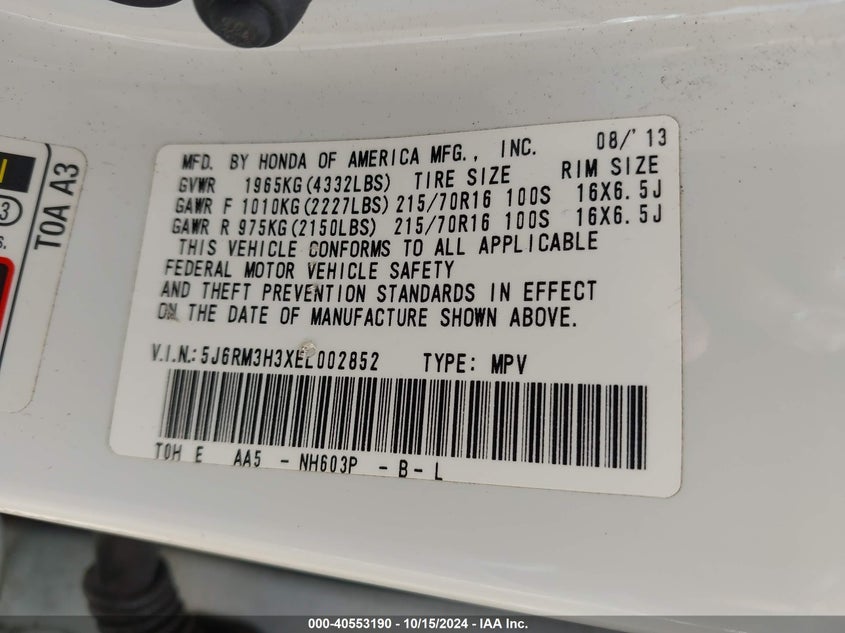 MFD. BY HONDA OF AMERICA MFG., INC. 08/'13
GVWR 1965KG(4332LBS) TIRE SIZE RIM SIZE
GAWR F 1010KG(2227LBS) 215/70R16 100S 16X6.5J
GAWR R 975KG(2150LBS) 215/70R16 100S 16X6.5J
THIS VEHICLE CONFORMS TO ALL APPLICABLE
FEDERAL MOTOR VEHICLE SAFETY
AND THEFT PREVENTION STANDARDS IN EFFECT
ON THE DATE OF MANUFACTURE SHOWN ABOVE.
V.I.N.: 5J6RM3H3XEL002852 TYPE: MPV
T0H E AA5 - NH603P - B - L
T0A A3
000-40553190 - 10/15/2024 - IAA Inc.